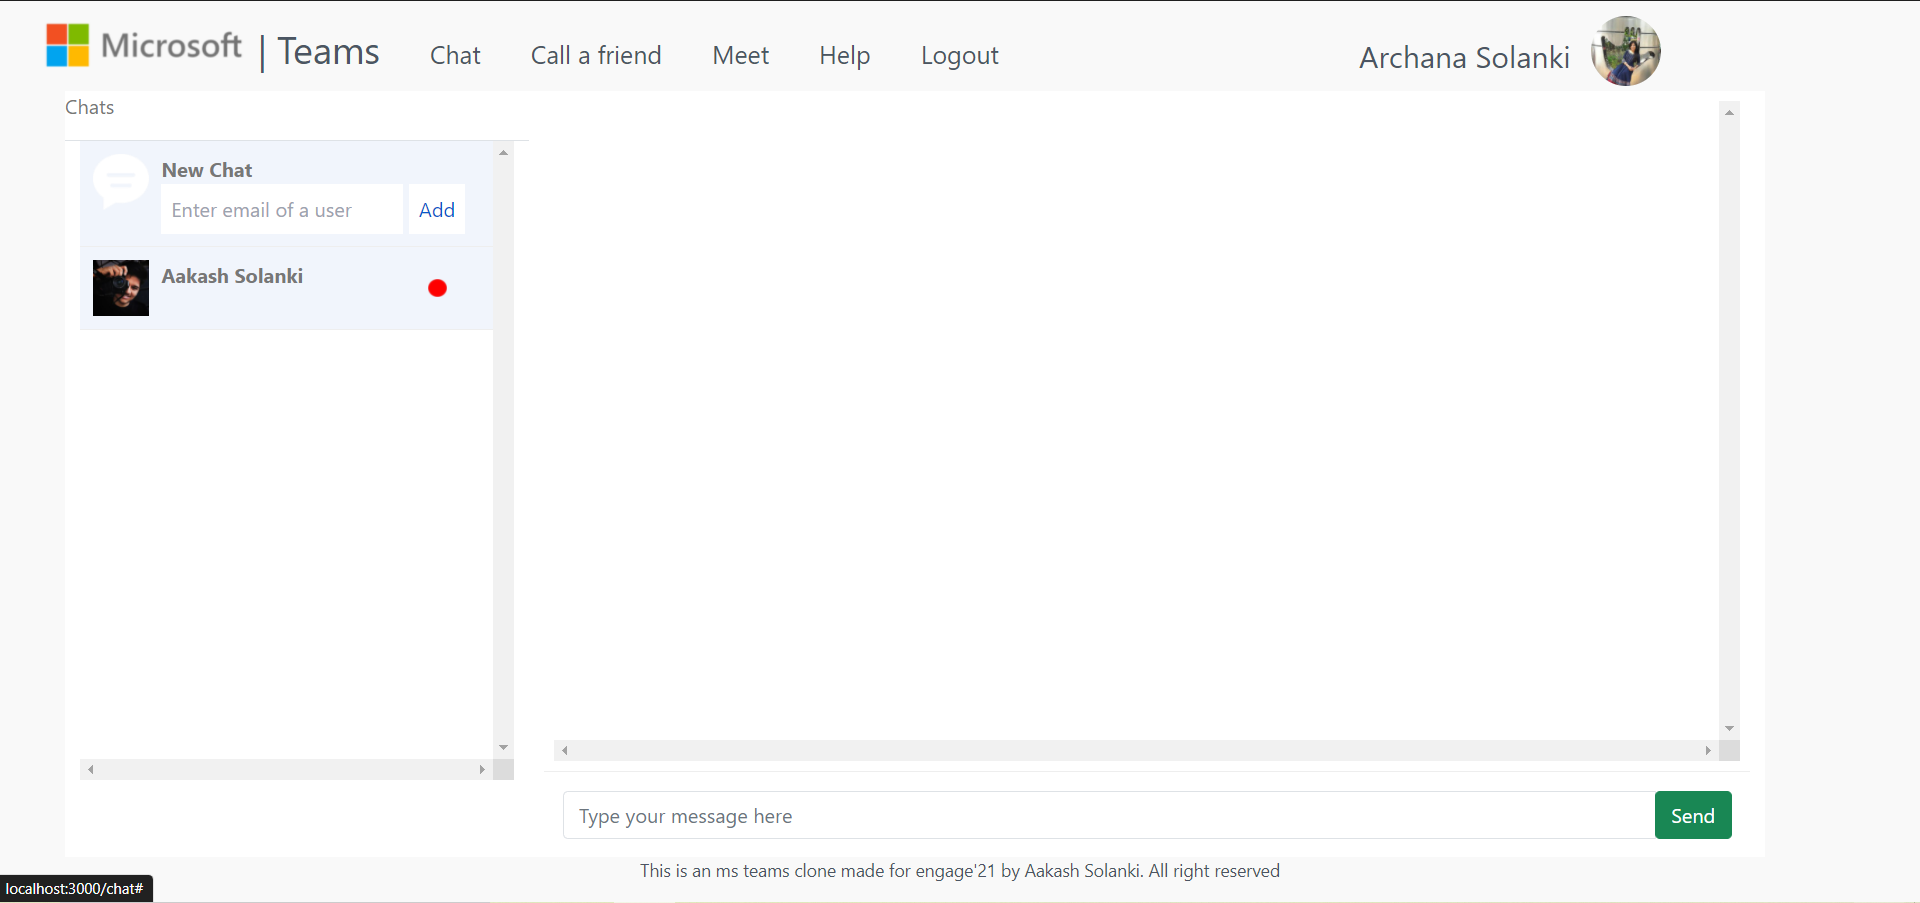 Microsoft | Teams Chat Call a friend Meet Help Logout Archana Solanki
Chats
New Chat
Enter email of a user Add
Aakash Solanki
Type your message here Send
This is an ms teams clone made for engage'21 by Aakash Solanki. All right reserved
localhost:3000/chat#